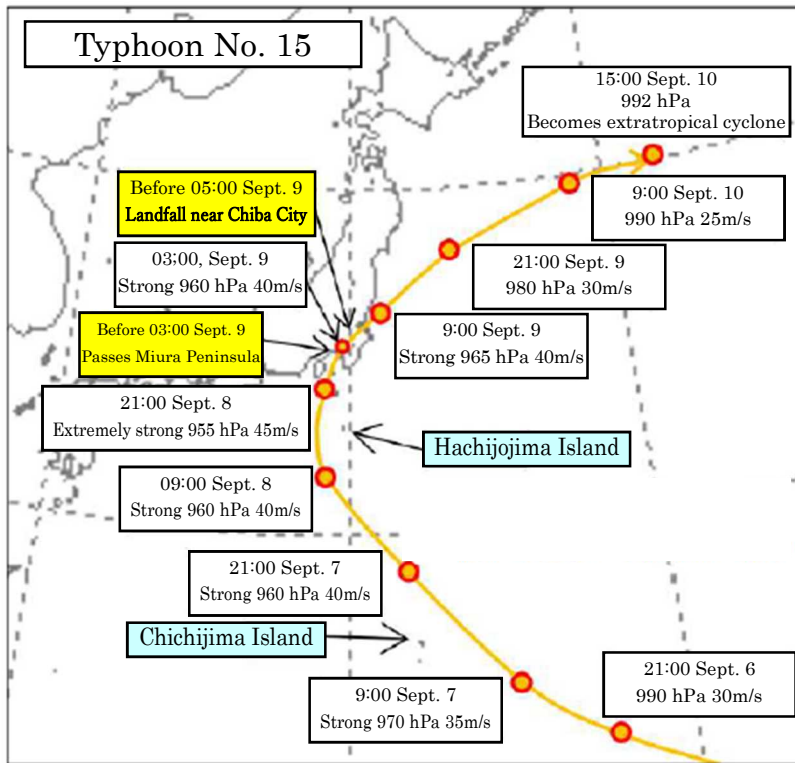 Typhoon No. 15
15:00 Sept. 10
992 hPa
Becomes extratropical cyclone
Before 05:00 Sept. 9
Landfall near Chiba City
9:00 Sept. 10
990 hPa 25m/s
03:00, Sept. 9
Strong 960 hPa 40m/s
21:00 Sept. 9
980 hPa 30m/s
Before 03:00 Sept. 9
Passes Miura Peninsula
9:00 Sept. 9
Strong 965 hPa 40m/s
21:00 Sept. 8
Extremely strong 955 hPa 45m/s
Hachijojima Island
09:00 Sept. 8
Strong 960 hPa 40m/s
21:00 Sept. 7
Strong 960 hPa 40m/s
Chichijima Island
21:00 Sept. 6
990 hPa 30m/s
9:00 Sept. 7
Strong 970 hPa 35m/s